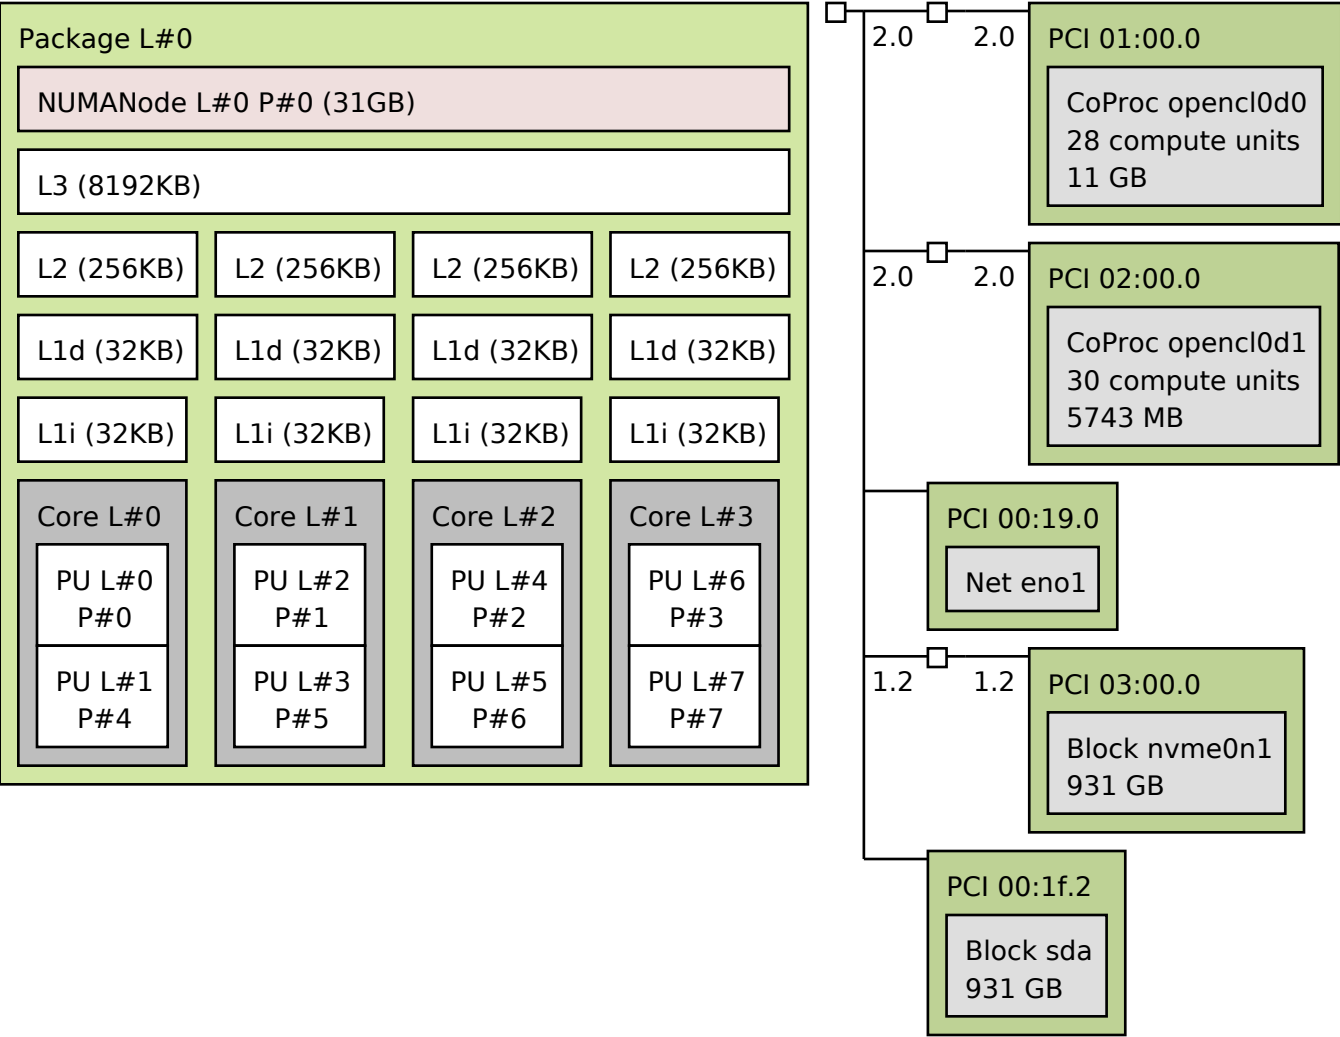 Package L#0
NUMANode L#0 P#0 (31GB)
L3 (8192KB)
L2 (256KB)
L2 (256KB)
L2 (256KB)
L2 (256KB)
L1d (32KB)
L1d (32KB)
L1d (32KB)
L1d (32KB)
L1i (32KB)
L1i (32KB)
L1i (32KB)
L1i (32KB)
Core L#0
PU L#0
P#0
PU L#1
P#4
Core L#1
PU L#2
P#1
PU L#3
P#5
Core L#2
PU L#4
P#2
PU L#5
P#6
Core L#3
PU L#6
P#3
PU L#7
P#7
2.0
2.0
PCI 01:00.0
CoProc opencl0d0
28 compute units
11 GB
2.0
2.0
PCI 02:00.0
CoProc opencl0d1
30 compute units
5743 MB
PCI 00:19.0
Net eno1
1.2
1.2
PCI 03:00.0
Block nvme0n1
931 GB
PCI 00:1f.2
Block sda
931 GB